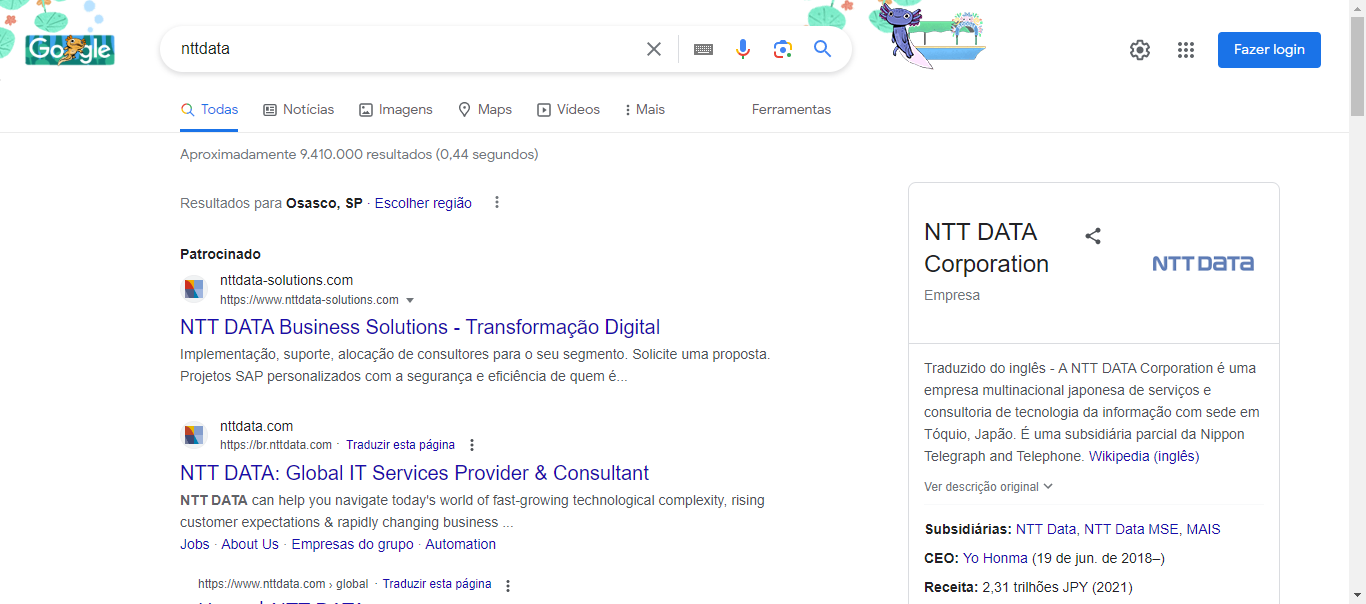 Google
nttdata
Fazer login
Todas
Notícias
Imagens
Maps
Vídeos
Mais
Ferramentas
Aproximadamente 9.410.000 resultados (0,44 segundos)
Resultados para Osasco, SP · Escolher região
Patrocinado
nttdata-solutions.com
https://www.nttdata-solutions.com
NTT DATA Business Solutions - Transformação Digital
Implementação, suporte, alocação de consultores para o seu segmento. Solicite uma proposta.
Projetos SAP personalizados com a segurança e eficiência de quem é...
nttdata.com
https://br.nttdata.com · Traduzir esta página
NTT DATA: Global IT Services Provider & Consultant
NTT DATA can help you navigate today's world of fast-growing technological complexity, rising
customer expectations & rapidly changing business ...
Jobs · About Us · Empresas do grupo · Automation
https://www.nttdata.com › global · Traduzir esta página
NTT DATA
Corporation
NTT DATA
Empresa
Traduzido do inglês - A NTT DATA Corporation é uma
empresa multinacional japonesa de serviços e
consultoria de tecnologia da informação com sede em
Tóquio, Japão. É uma subsidiária parcial da Nippon
Telegraph and Telephone. Wikipedia (inglês)
Ver descrição original
Subsidiárias: NTT Data, NTT Data MSE, MAIS
CEO: Yo Honma (19 de jun. de 2018–)
Receita: 2,31 trilhões JPY (2021)